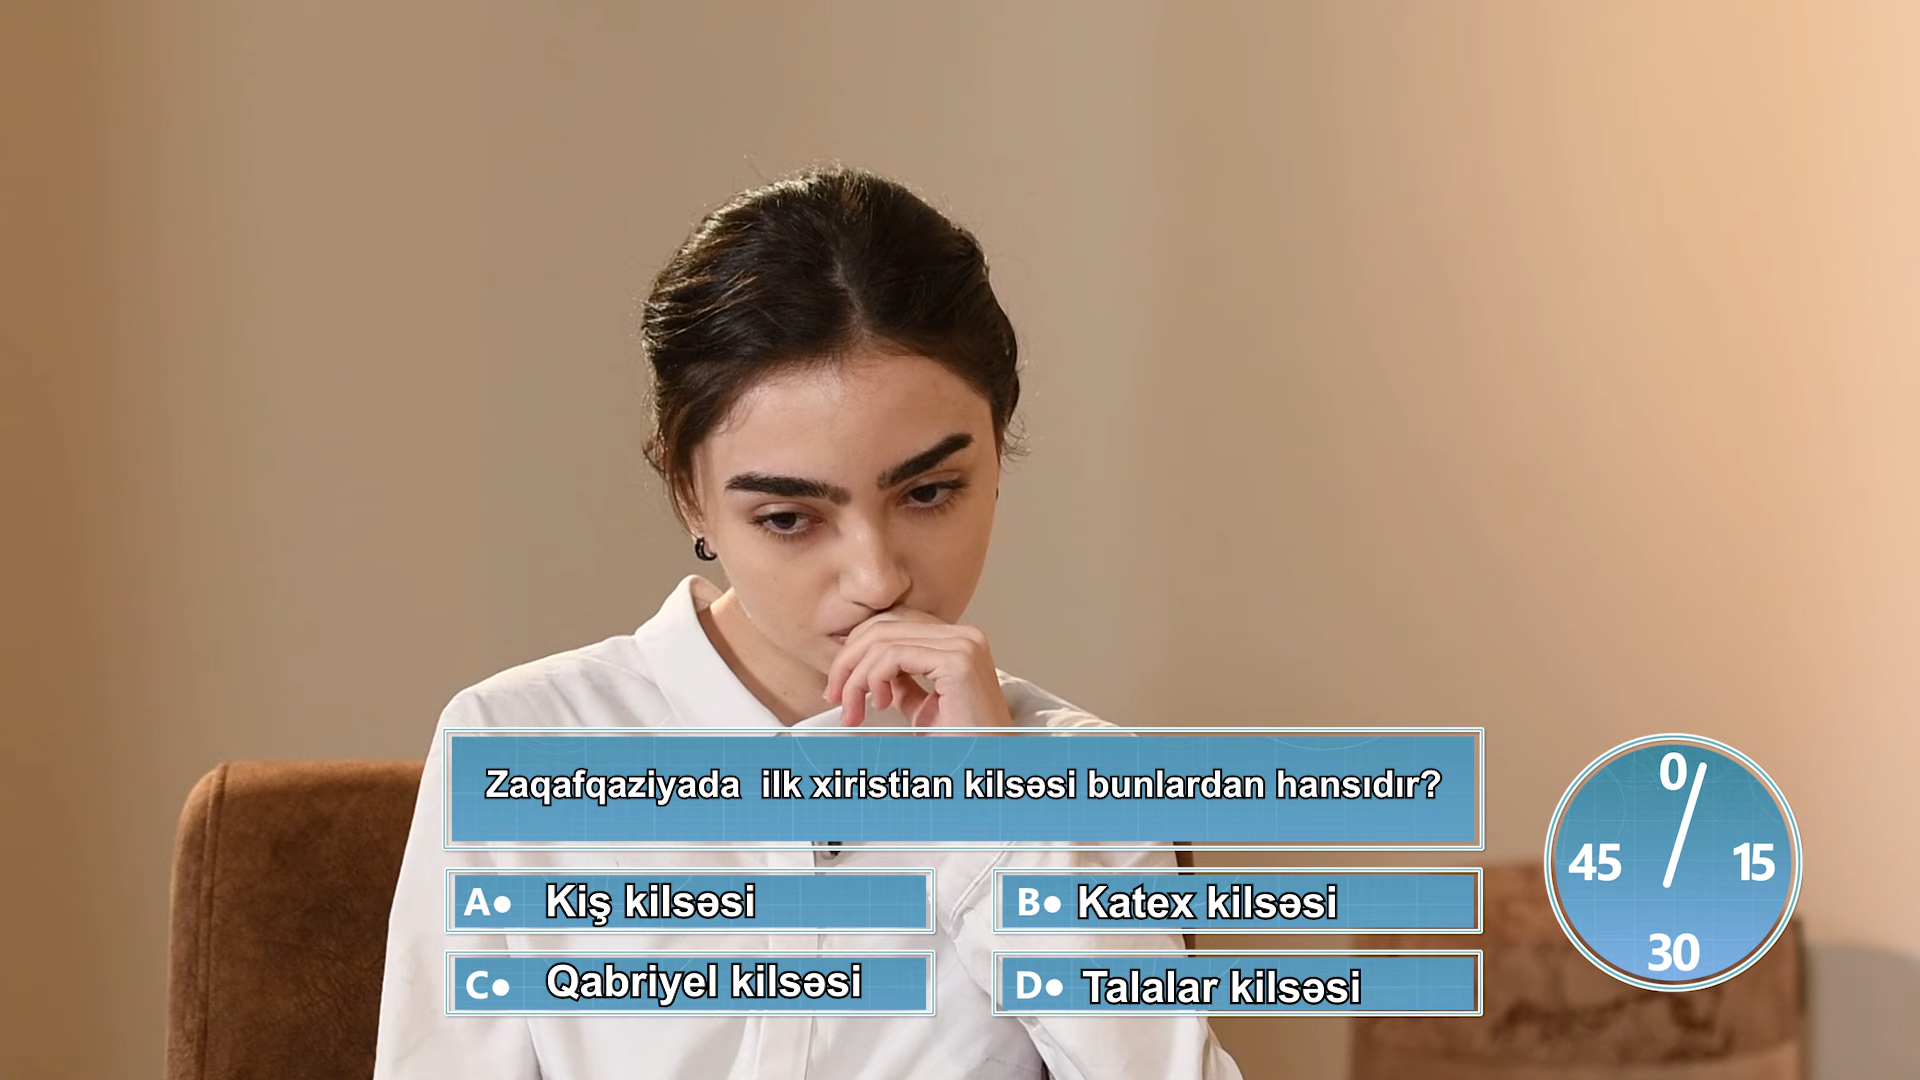 Zaqafqaziyada ilk xiristian kilsəsi bunlardan hansıdır?
A● Kiş kilsəsi
B● Katex kilsəsi
C● Qabriyel kilsəsi
D● Talalar kilsəsi
0
45 15
30